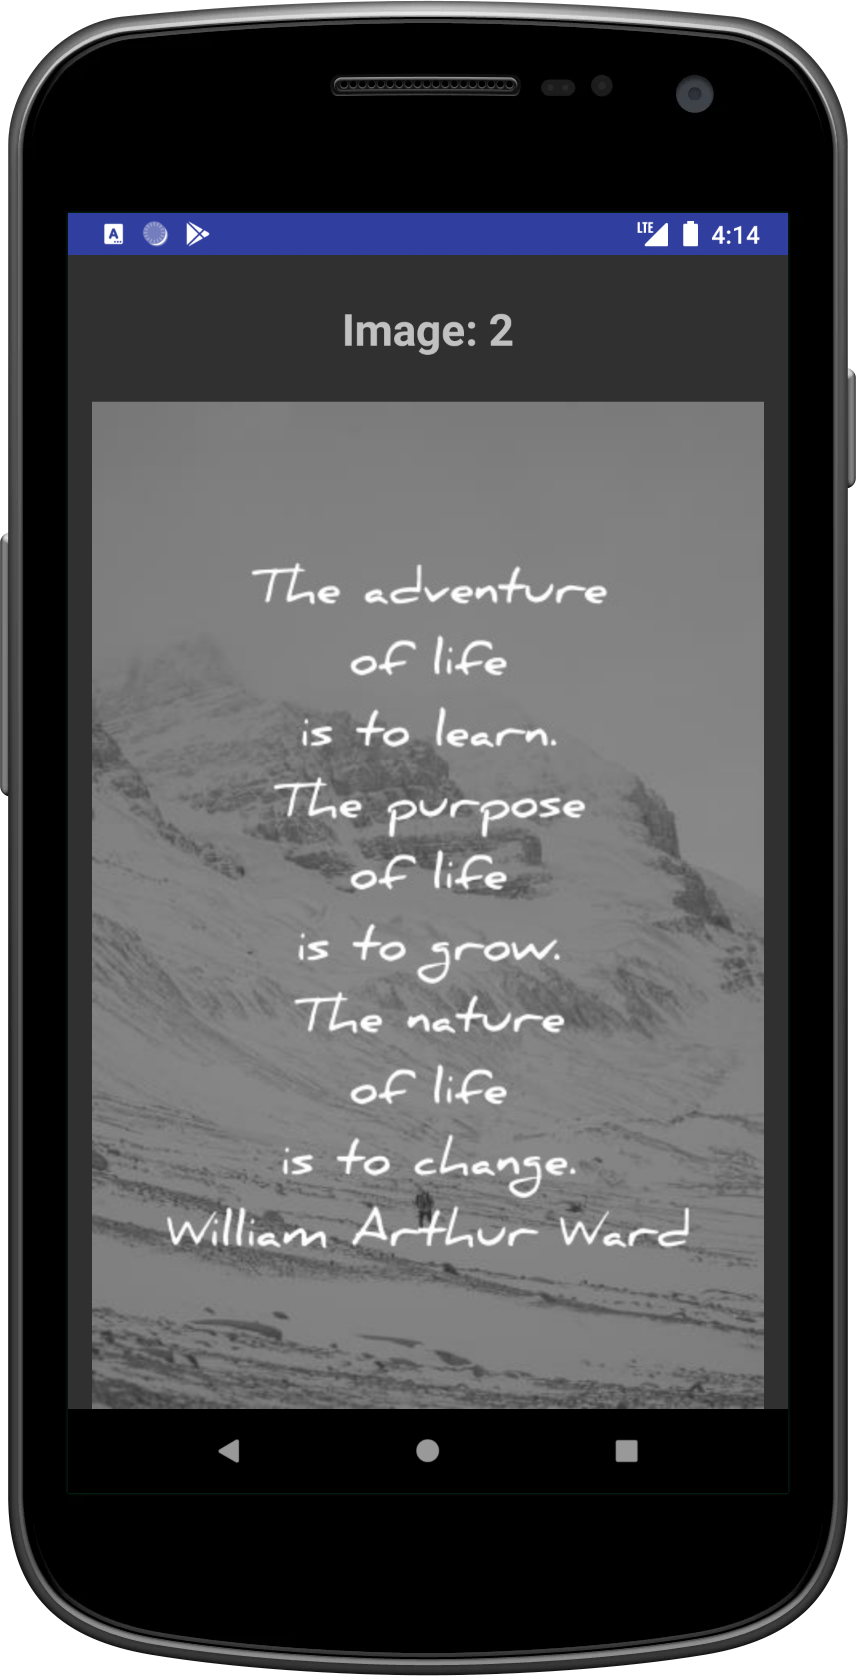 LTE 4:14
Image: 2
The adventure
of life
is to learn.
The purpose
of life
is to grow.
The nature
of life
is to change.
William Arthur Ward